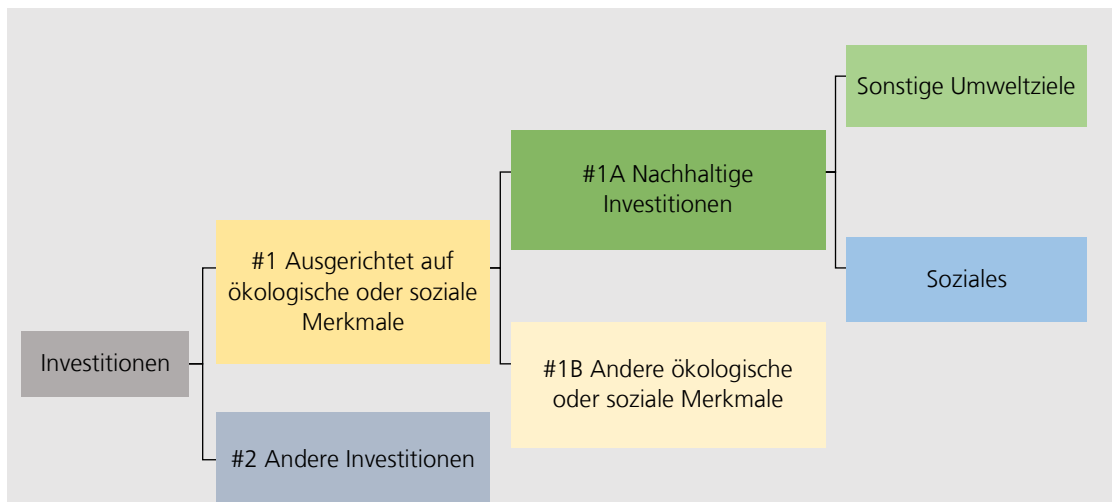 Sonstige Umweltziele
#1A Nachhaltige
Investitionen
#1 Ausgerichtet auf
ökologische oder soziale
Merkmale
Soziales
Investitionen
#1B Andere ökologische
oder soziale Merkmale
#2 Andere Investitionen